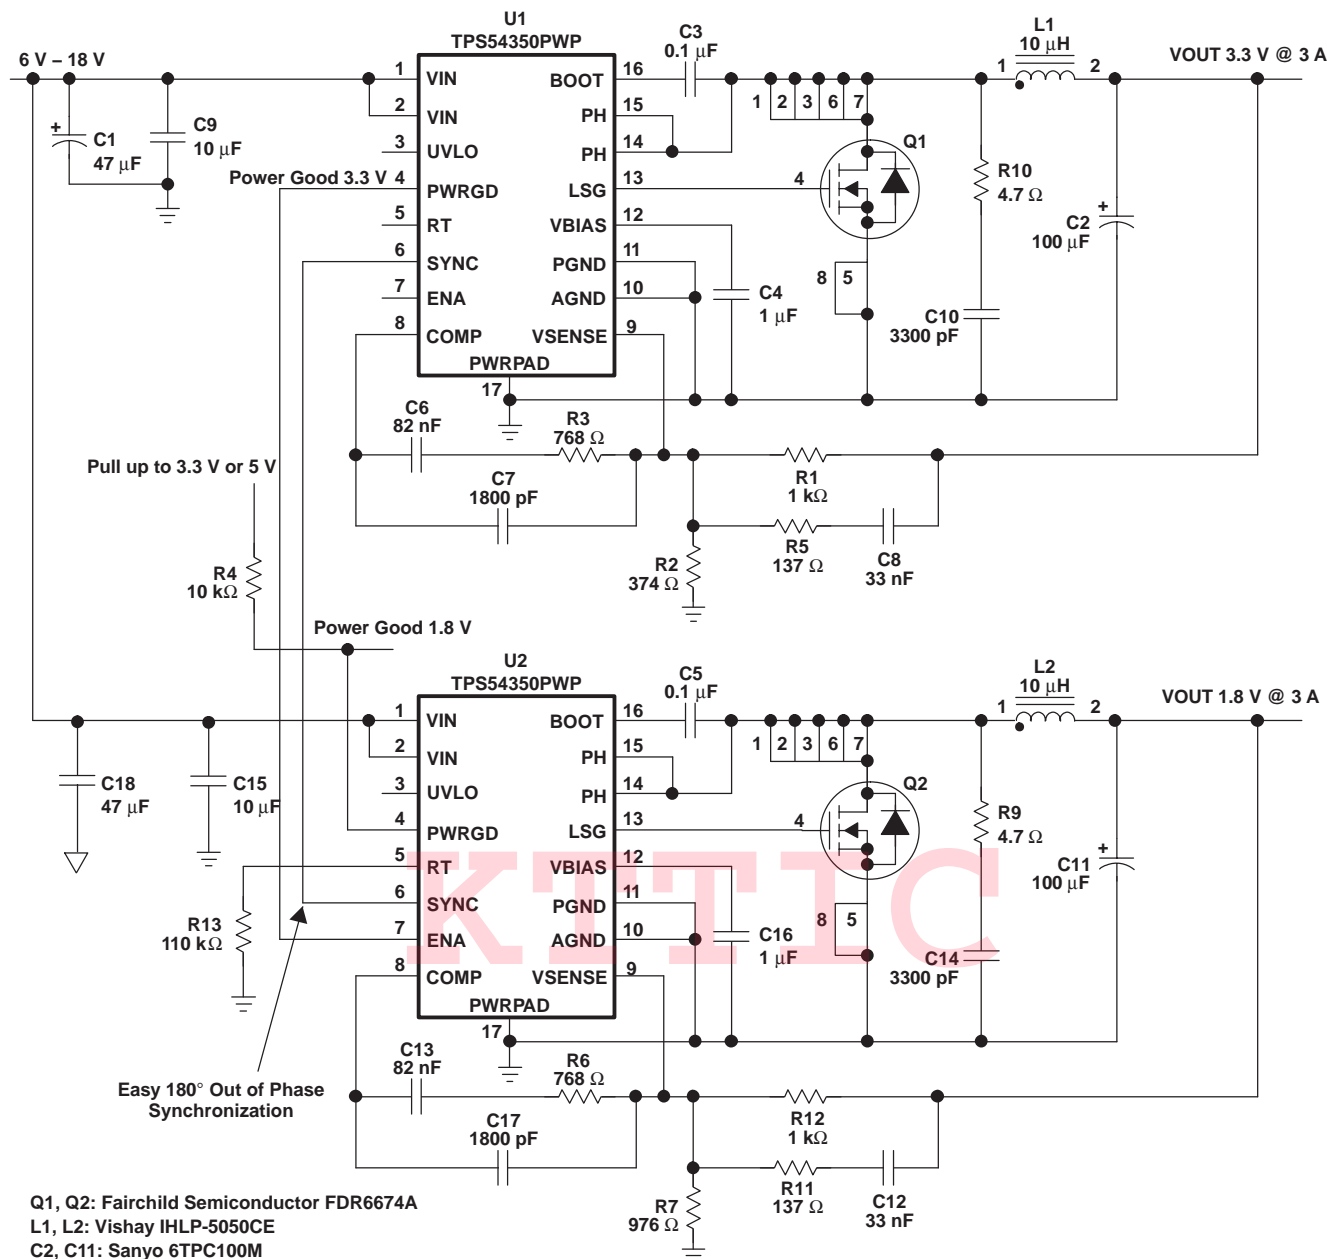 U1
TPS54350PWP
6 V – 18 V
C1
47 µF
C9
10 µF
1 VIN
2 VIN
3 UVLO
Power Good 3.3 V
4 PWRGD
5 RT
6 SYNC
7 ENA
8 COMP
BOOT 16
PH 15
PH 14
LSG 13
VBIAS 12
PGND 11
AGND 10
VSENSE 9
PWRPAD
17
C3
0.1 µF
1 2 3 6 7
Q1
4
8 5
C4
1 µF
R10
4.7 Ω
C10
3300 pF
L1
10 µH
1 2
VOUT 3.3 V @ 3 A
C2
100 µF
+
+
C6
82 nF
R3
768 Ω
C7
1800 pF
R1
1 kΩ
R5
137 Ω
C8
33 nF
R2
374 Ω
Pull up to 3.3 V or 5 V
R4
10 kΩ
Power Good 1.8 V
U2
TPS54350PWP
C18
47 µF
C15
10 µF
1 VIN
2 VIN
3 UVLO
4 PWRGD
5 RT
6 SYNC
7 ENA
8 COMP
BOOT 16
PH 15
PH 14
LSG 13
VBIAS 12
PGND 11
AGND 10
VSENSE 9
PWRPAD
17
R13
110 kΩ
C5
0.1 µF
1 2 3 6 7
Q2
4
8 5
C16
1 µF
R9
4.7 Ω
C14
3300 pF
L2
10 µH
1 2
VOUT 1.8 V @ 3 A
C11
100 µF
+
KTTIC
Easy 180° Out of Phase
Synchronization
C13
82 nF
R6
768 Ω
C17
1800 pF
R12
1 kΩ
R11
137 Ω
C12
33 nF
R7
976 Ω
Q1, Q2: Fairchild Semiconductor FDR6674A
L1, L2: Vishay IHLP-5050CE
C2, C11: Sanyo 6TPC100M